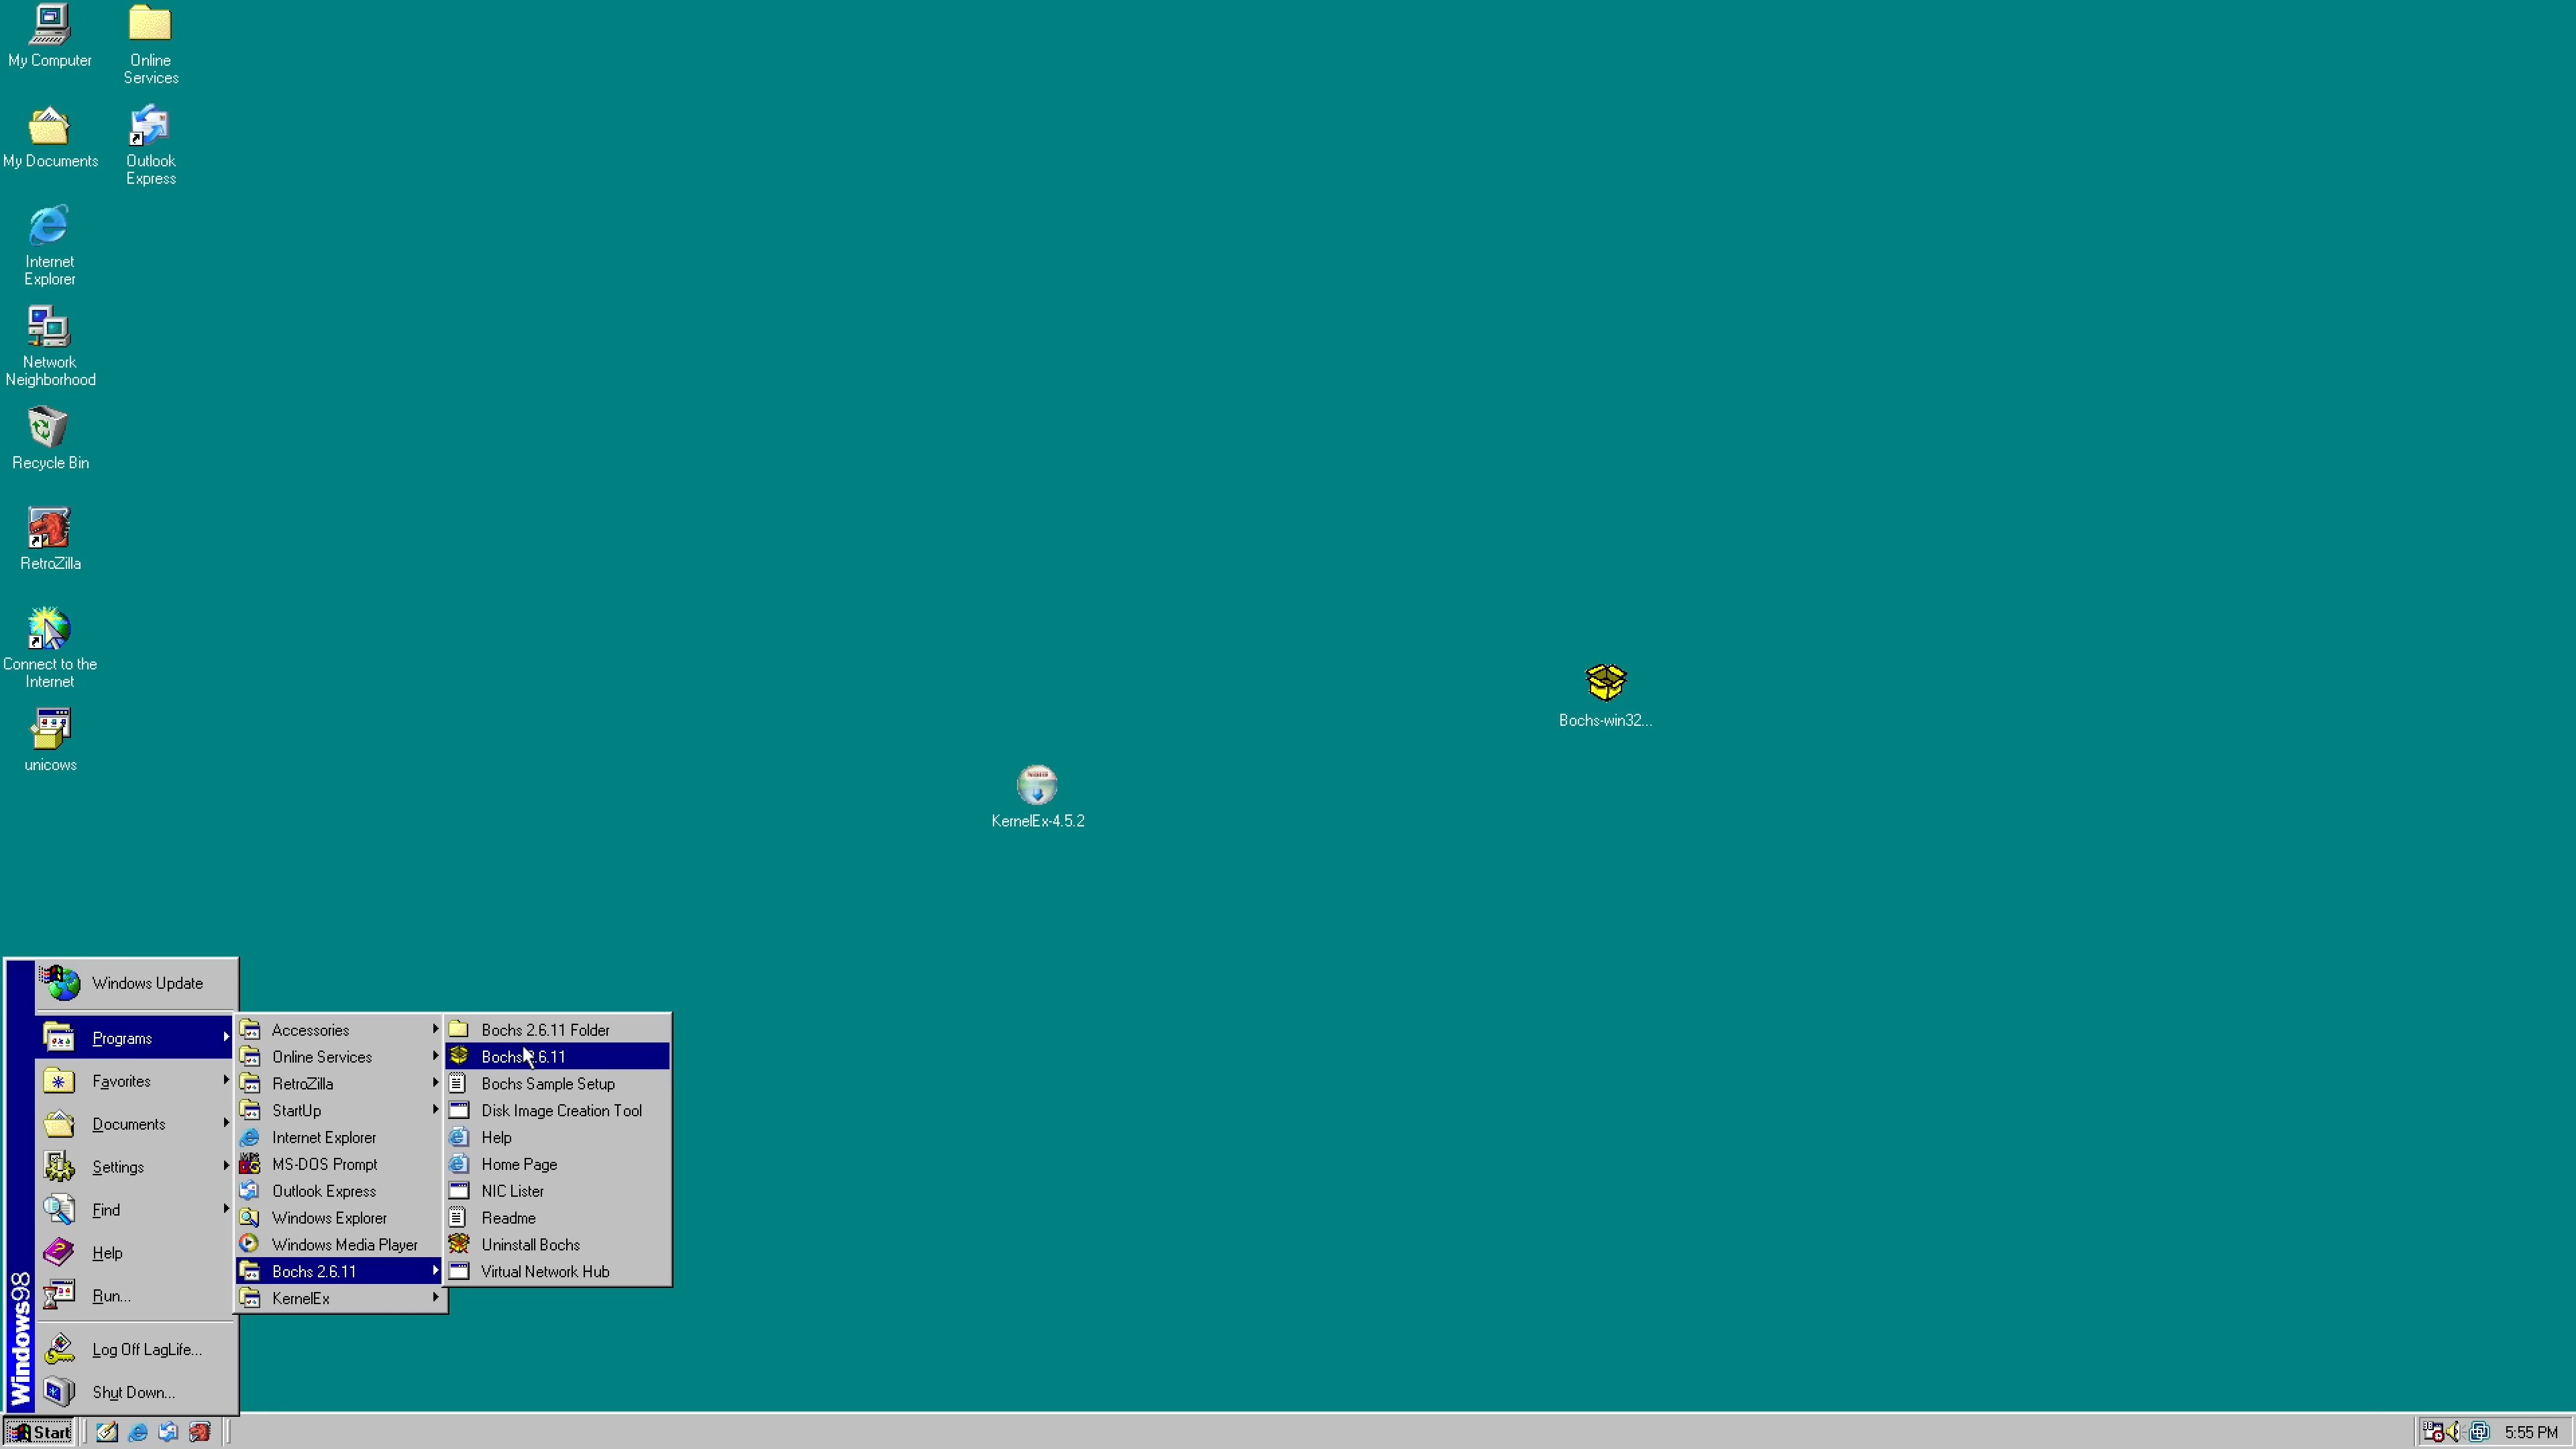 My Computer
Online
Services
My Documents
Outlook
Express
Internet
Explorer
Network
Neighborhood
Recycle Bin
RetroZilla
Connect to the
Internet
unicows
Bochs-win32...
KernelEx-4.5.2
Windows Update
Programs
Favorites
Documents
Settings
Find
Help
Run...
Log Off LagLife...
Shut Down...
Windows98
Accessories
Online Services
RetroZilla
StartUp
Internet Explorer
MS-DOS Prompt
Outlook Express
Windows Explorer
Windows Media Player
Bochs 2.6.11
KernelEx
Bochs 2.6.11 Folder
Bochs 2.6.11
Bochs Sample Setup
Disk Image Creation Tool
Help
Home Page
NIC Lister
Readme
Uninstall Bochs
Virtual Network Hub
Start
5:55 PM